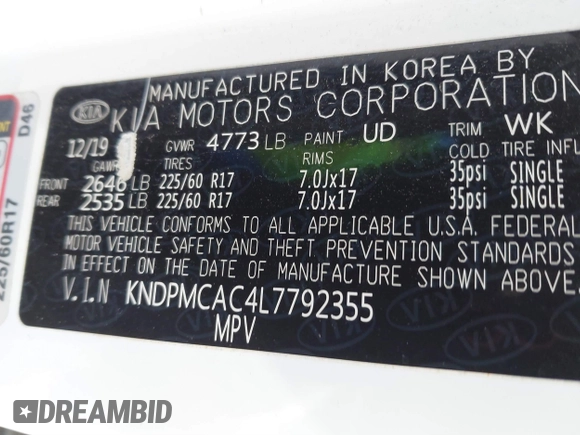 MANUFACTURED IN KOREA BY
KIA KIA MOTORS CORPORATION
12/19 GVWR 4773 LB PAINT UD TRIM WK
GAWR TIRES RIMS COLD TIRE INFL
FRONT 2646 LB 225/60 R17 7.0Jx17 35psi SINGLE
REAR 2535 LB 225/60 R17 7.0Jx17 35psi SINGLE
THIS VEHICLE CONFORMS TO ALL APPLICABLE U.S.A. FEDERAL
MOTOR VEHICLE SAFETY AND THEFT PREVENTION STANDARDS
IN EFFECT ON THE DATE OF MANUFACTURE SHOWN ABOVE.
V.I.N KNDPMCAC4L7792355
MPV
D46
225/60R17
DREAMBID